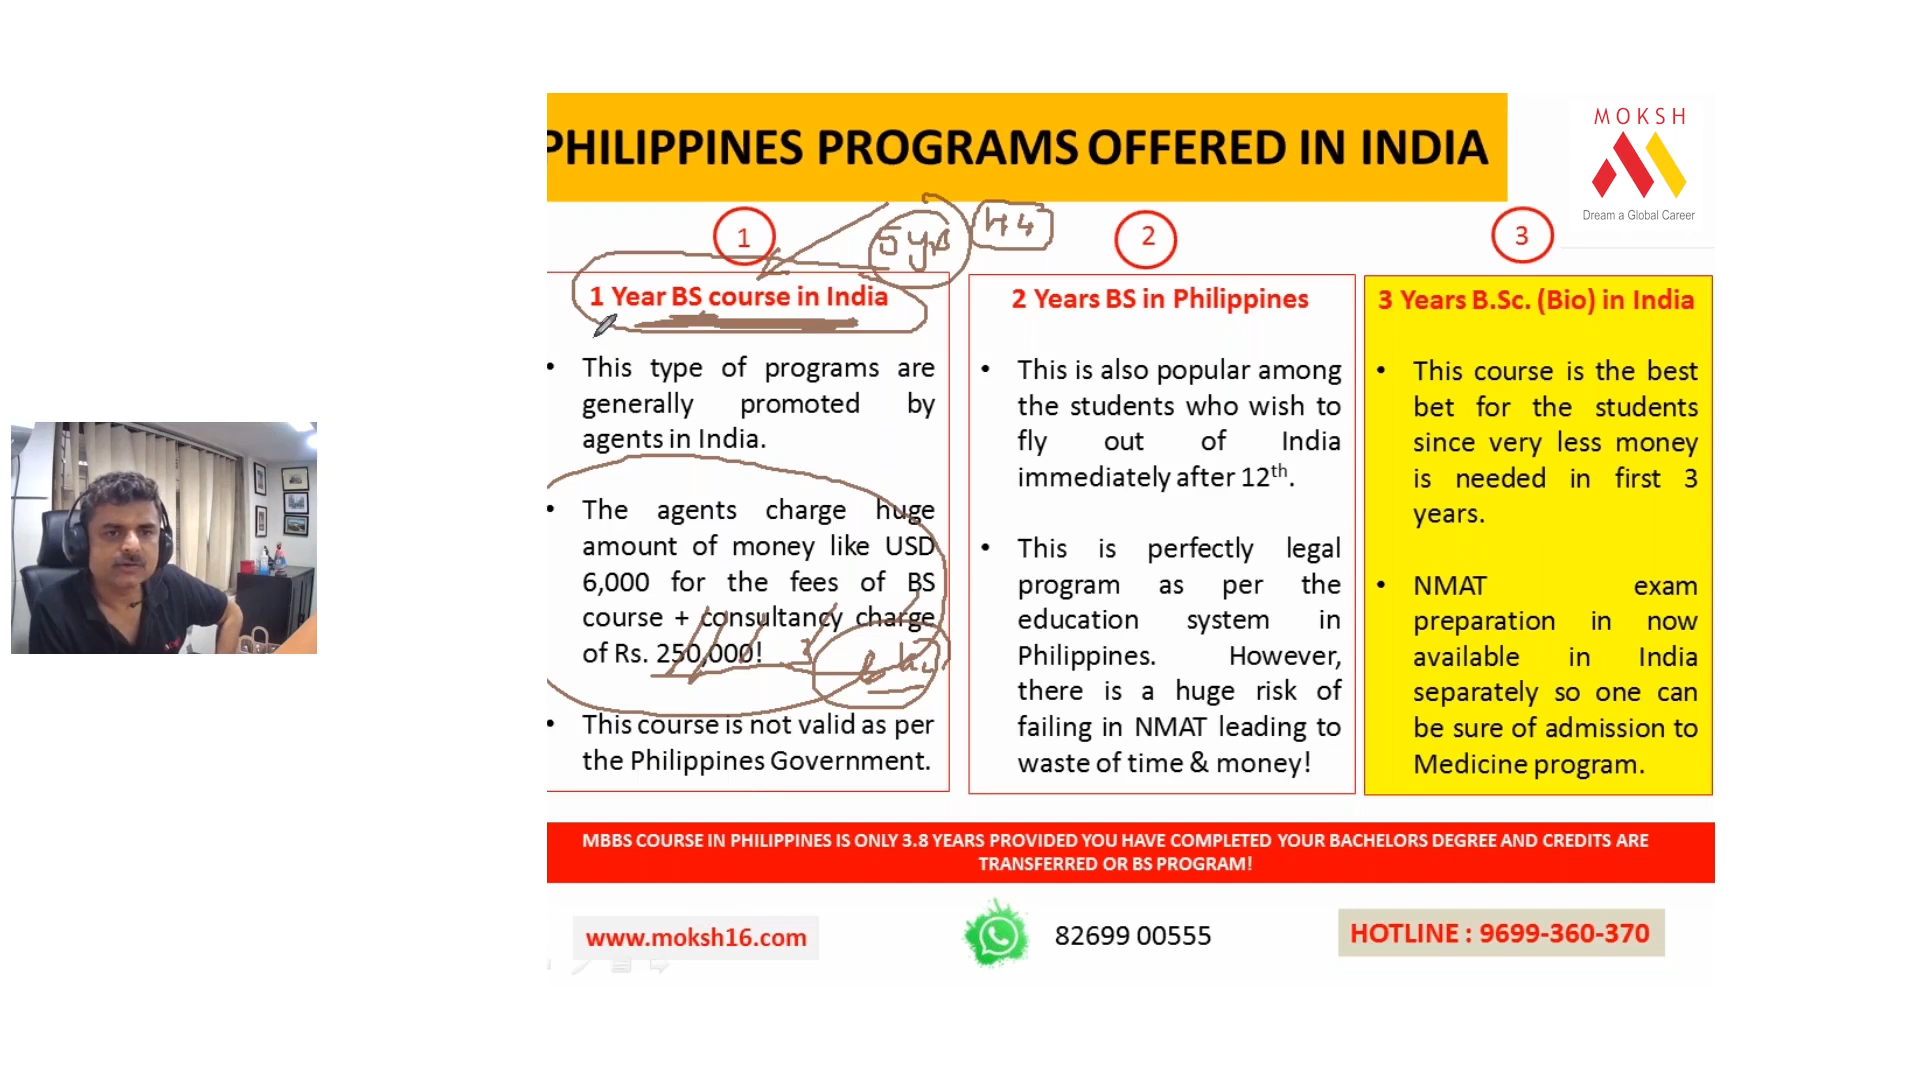 PHILIPPINES PROGRAMS OFFERED IN INDIA
MOKSH
Dream a Global Career
1
5 yrs
H4
2
3
1 Year BS course in India
• This type of programs are
generally promoted by
agents in India.
• The agents charge huge
amount of money like USD
6,000 for the fees of BS
course + consultancy charge
of Rs. 250,000!
• This course is not valid as per
the Philippines Government.
2 Years BS in Philippines
• This is also popular among
the students who wish to
fly out of India
immediately after 12th.
• This is perfectly legal
program as per the
education system in
Philippines. However,
there is a huge risk of
failing in NMAT leading to
waste of time & money!
3 Years B.Sc. (Bio) in India
• This course is the best
bet for the students
since very less money
is needed in first 3
years.
• NMAT exam
preparation in now
available in India
separately so one can
be sure of admission to
Medicine program.
MBBS COURSE IN PHILIPPINES IS ONLY 3.8 YEARS PROVIDED YOU HAVE COMPLETED YOUR BACHELORS DEGREE AND CREDITS ARE
TRANSFERRED OR BS PROGRAM!
www.moksh16.com
82699 00555
HOTLINE : 9699-360-370